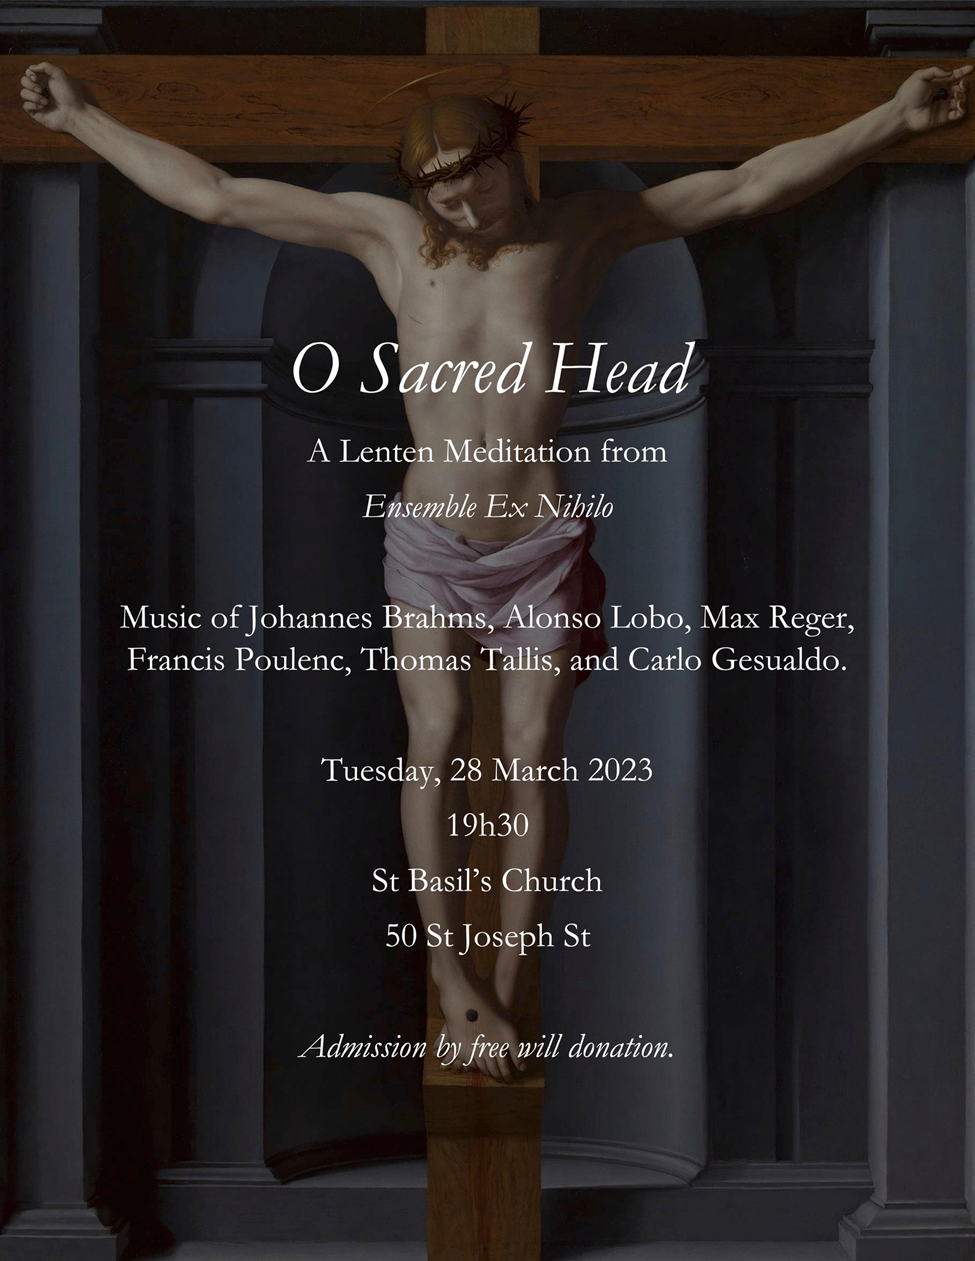 O Sacred Head
A Lenten Meditation from
Ensemble Ex Nihilo
Music of Johannes Brahms, Alonso Lobo, Max Reger,
Francis Poulenc, Thomas Tallis, and Carlo Gesualdo.
Tuesday, 28 March 2023
19h30
St Basil’s Church
50 St Joseph St
Admission by free will donation.